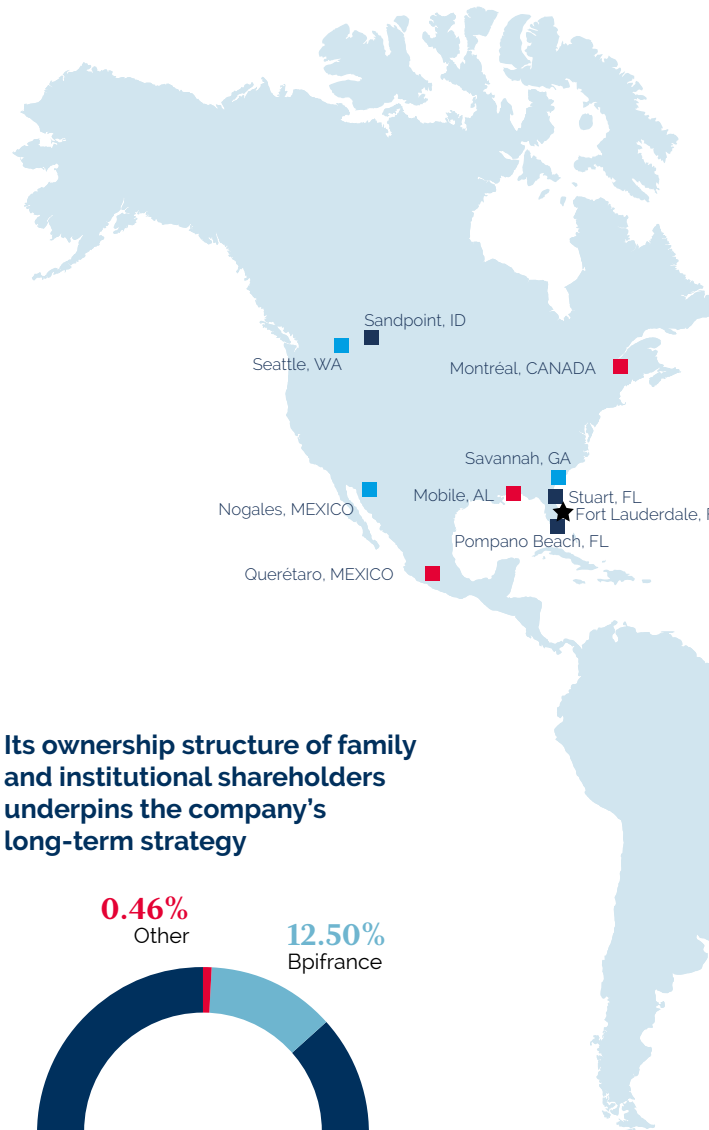 Sandpoint, ID
Seattle, WA
Montréal, CANADA
Savannah, GA
Mobile, AL
Stuart, FL
Nogales, MEXICO
Fort Lauderdale,
Pompano Beach, FL
Querétaro, MEXICO
Its ownership structure of family
and institutional shareholders
underpins the company's
long-term strategy
0.46%
Other
12.50%
Bpifrance